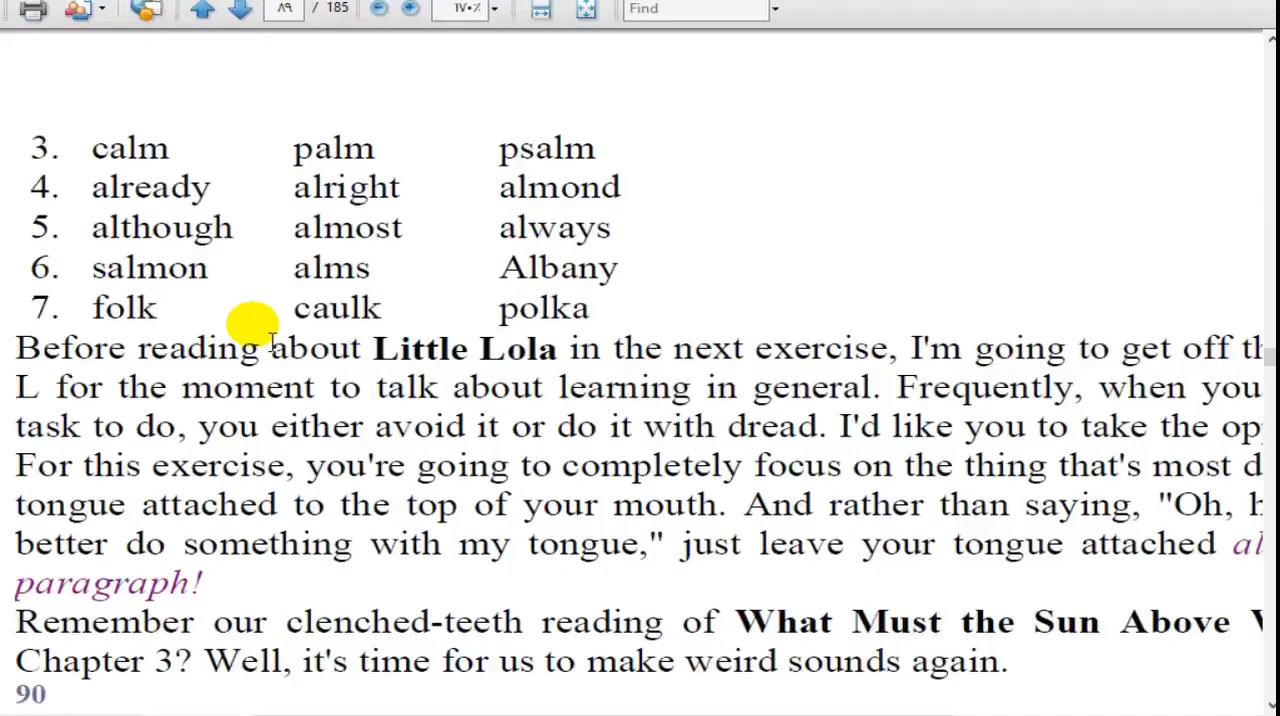 ٨٩ / 185 ١٧٠٪ Find
3. calm palm psalm
4. already alright almond
5. although almost always
6. salmon alms Albany
7. folk caulk polka
Before reading about Little Lola in the next exercise, I'm going to get off th
L for the moment to talk about learning in general. Frequently, when you
task to do, you either avoid it or do it with dread. I'd like you to take the op
For this exercise, you're going to completely focus on the thing that's most d
tongue attached to the top of your mouth. And rather than saying, "Oh, h
better do something with my tongue," just leave your tongue attached al
paragraph!
Remember our clenched-teeth reading of What Must the Sun Above
Chapter 3? Well, it's time for us to make weird sounds again.
90